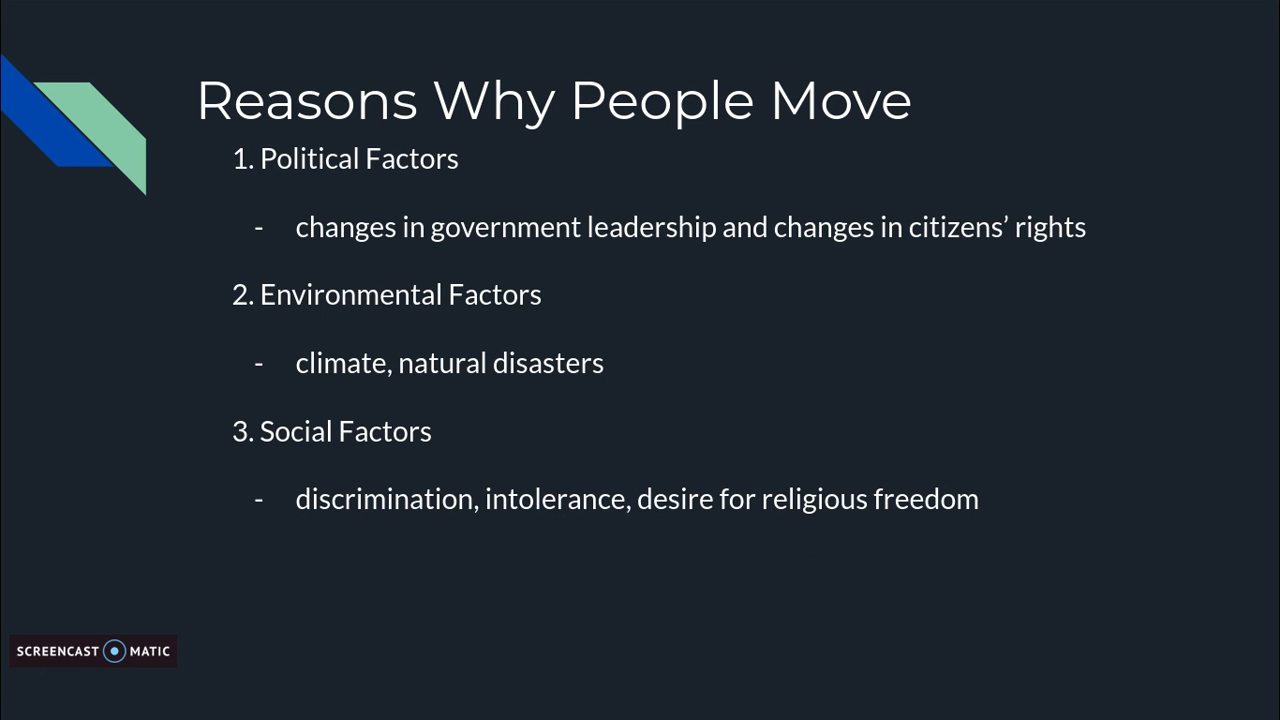 Reasons Why People Move
1. Political Factors
- changes in government leadership and changes in citizens’ rights
2. Environmental Factors
- climate, natural disasters
3. Social Factors
- discrimination, intolerance, desire for religious freedom
SCREENCAST MATIC